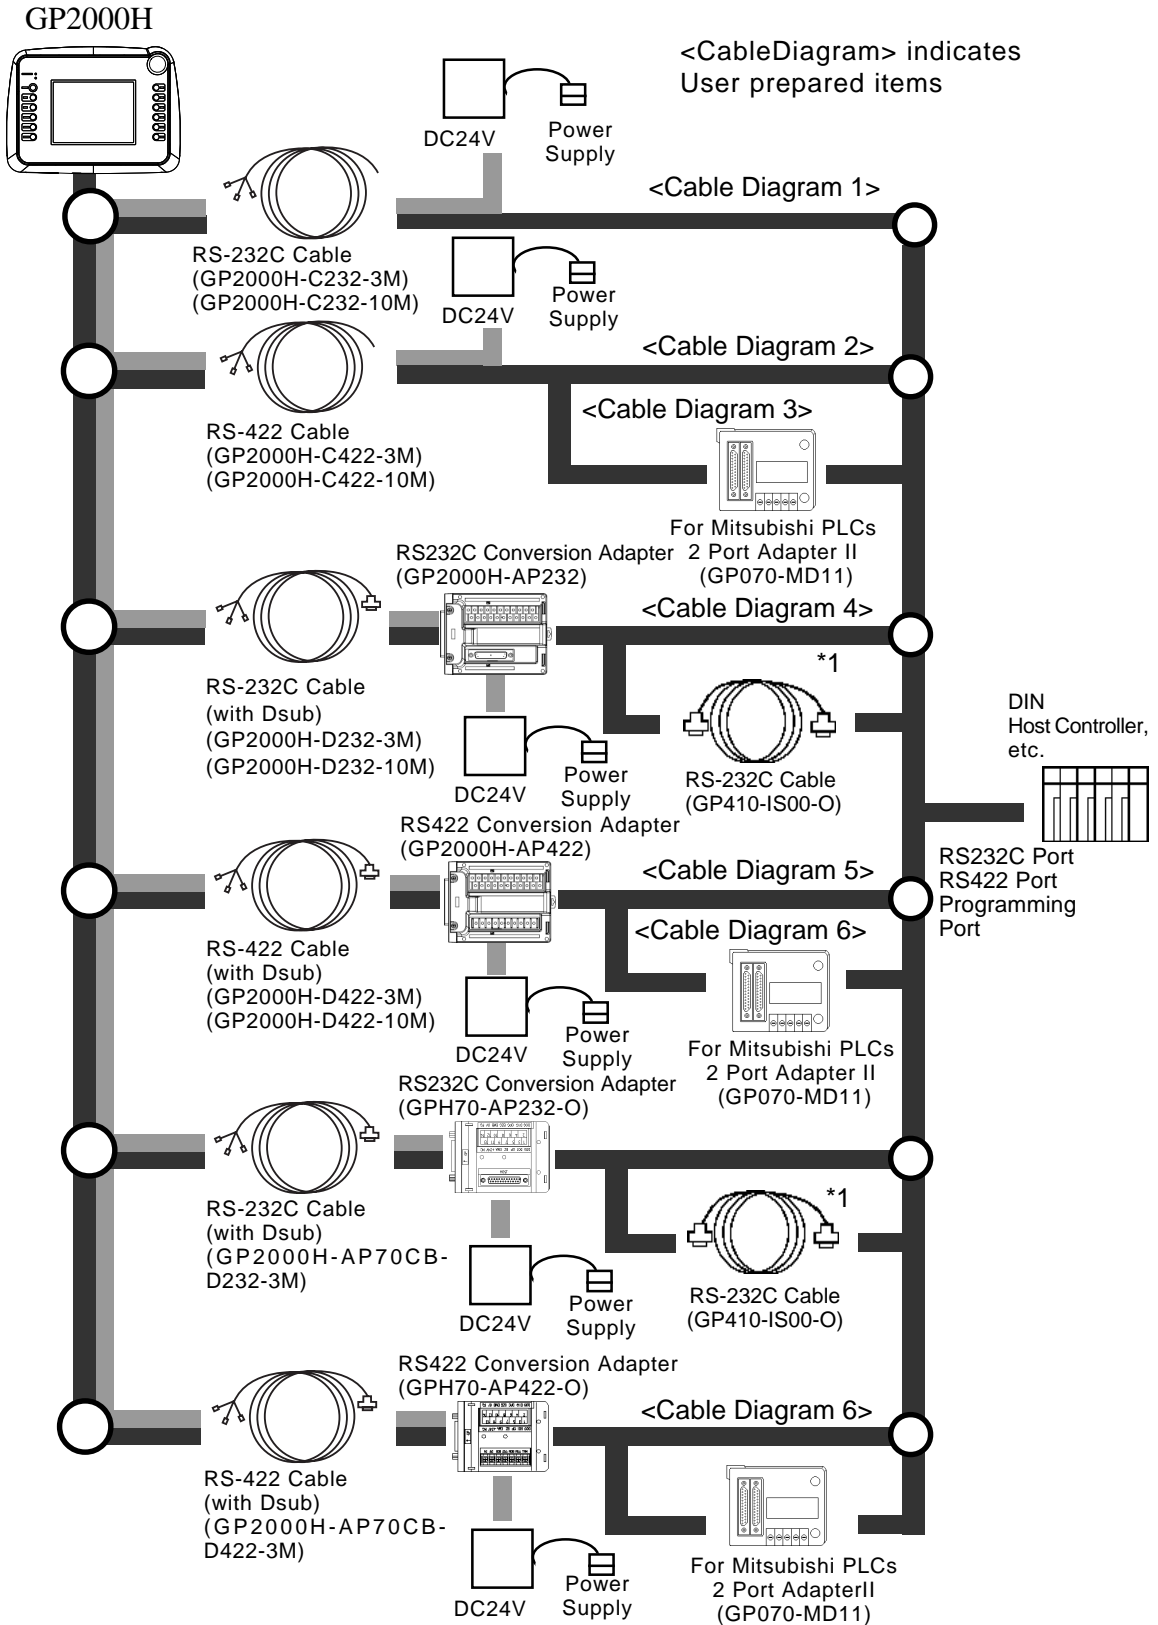 GP2000H
<CableDiagram> indicates
User prepared items
DC24V
Power
Supply
<Cable Diagram 1>
RS-232C Cable
(GP2000H-C232-3M)
(GP2000H-C232-10M)
DC24V
Power
Supply
<Cable Diagram 2>
<Cable Diagram 3>
RS-422 Cable
(GP2000H-C422-3M)
(GP2000H-C422-10M)
For Mitsubishi PLCs
2 Port Adapter II
(GP070-MD11)
RS232C Conversion Adapter
(GP2000H-AP232)
<Cable Diagram 4>
*1
RS-232C Cable
(with Dsub)
(GP2000H-D232-3M)
(GP2000H-D232-10M)
DC24V
Power
Supply
RS-232C Cable
(GP410-IS00-O)
DIN
Host Controller,
etc.
RS232C Port
RS422 Port
Programming
Port
RS422 Conversion Adapter
(GP2000H-AP422)
<Cable Diagram 5>
<Cable Diagram 6>
RS-422 Cable
(with Dsub)
(GP2000H-D422-3M)
(GP2000H-D422-10M)
DC24V
Power
Supply
For Mitsubishi PLCs
2 Port Adapter II
(GP070-MD11)
RS232C Conversion Adapter
(GPH70-AP232-O)
*1
RS-232C Cable
(with Dsub)
(GP2000H-AP70CB-
D232-3M)
DC24V
Power
Supply
RS-232C Cable
(GP410-IS00-O)
RS422 Conversion Adapter
(GPH70-AP422-O)
<Cable Diagram 6>
RS-422 Cable
(with Dsub)
(GP2000H-AP70CB-
D422-3M)
DC24V
Power
Supply
For Mitsubishi PLCs
2 Port AdapterII
(GP070-MD11)